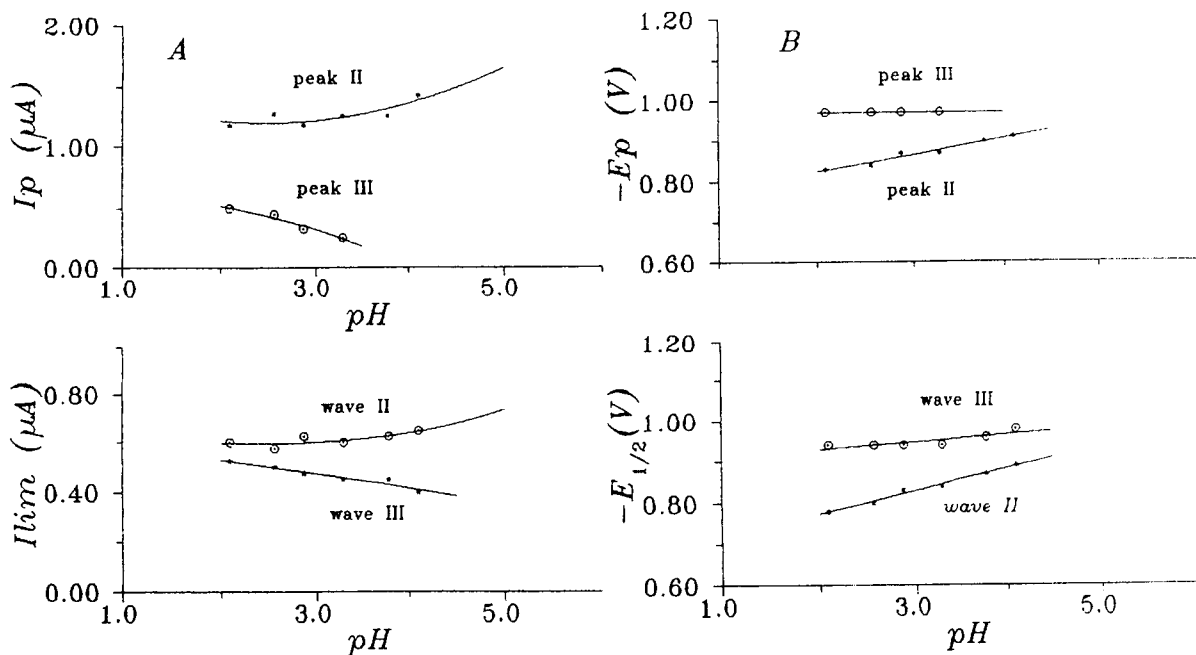 A
2.00
1.00
0.00
Ip (μA)
peak II
peak III
1.0 3.0 5.0
pH
B
1.20
1.00
0.80
0.60
−Ep (V)
peak III
peak II
0.80
0.40
0.00
Ilim (μA)
wave II
wave III
1.0 3.0 5.0
pH
1.20
1.00
0.80
0.60
−E1/2(V)
wave III
wave II
1.0 3.0 5.0
pH